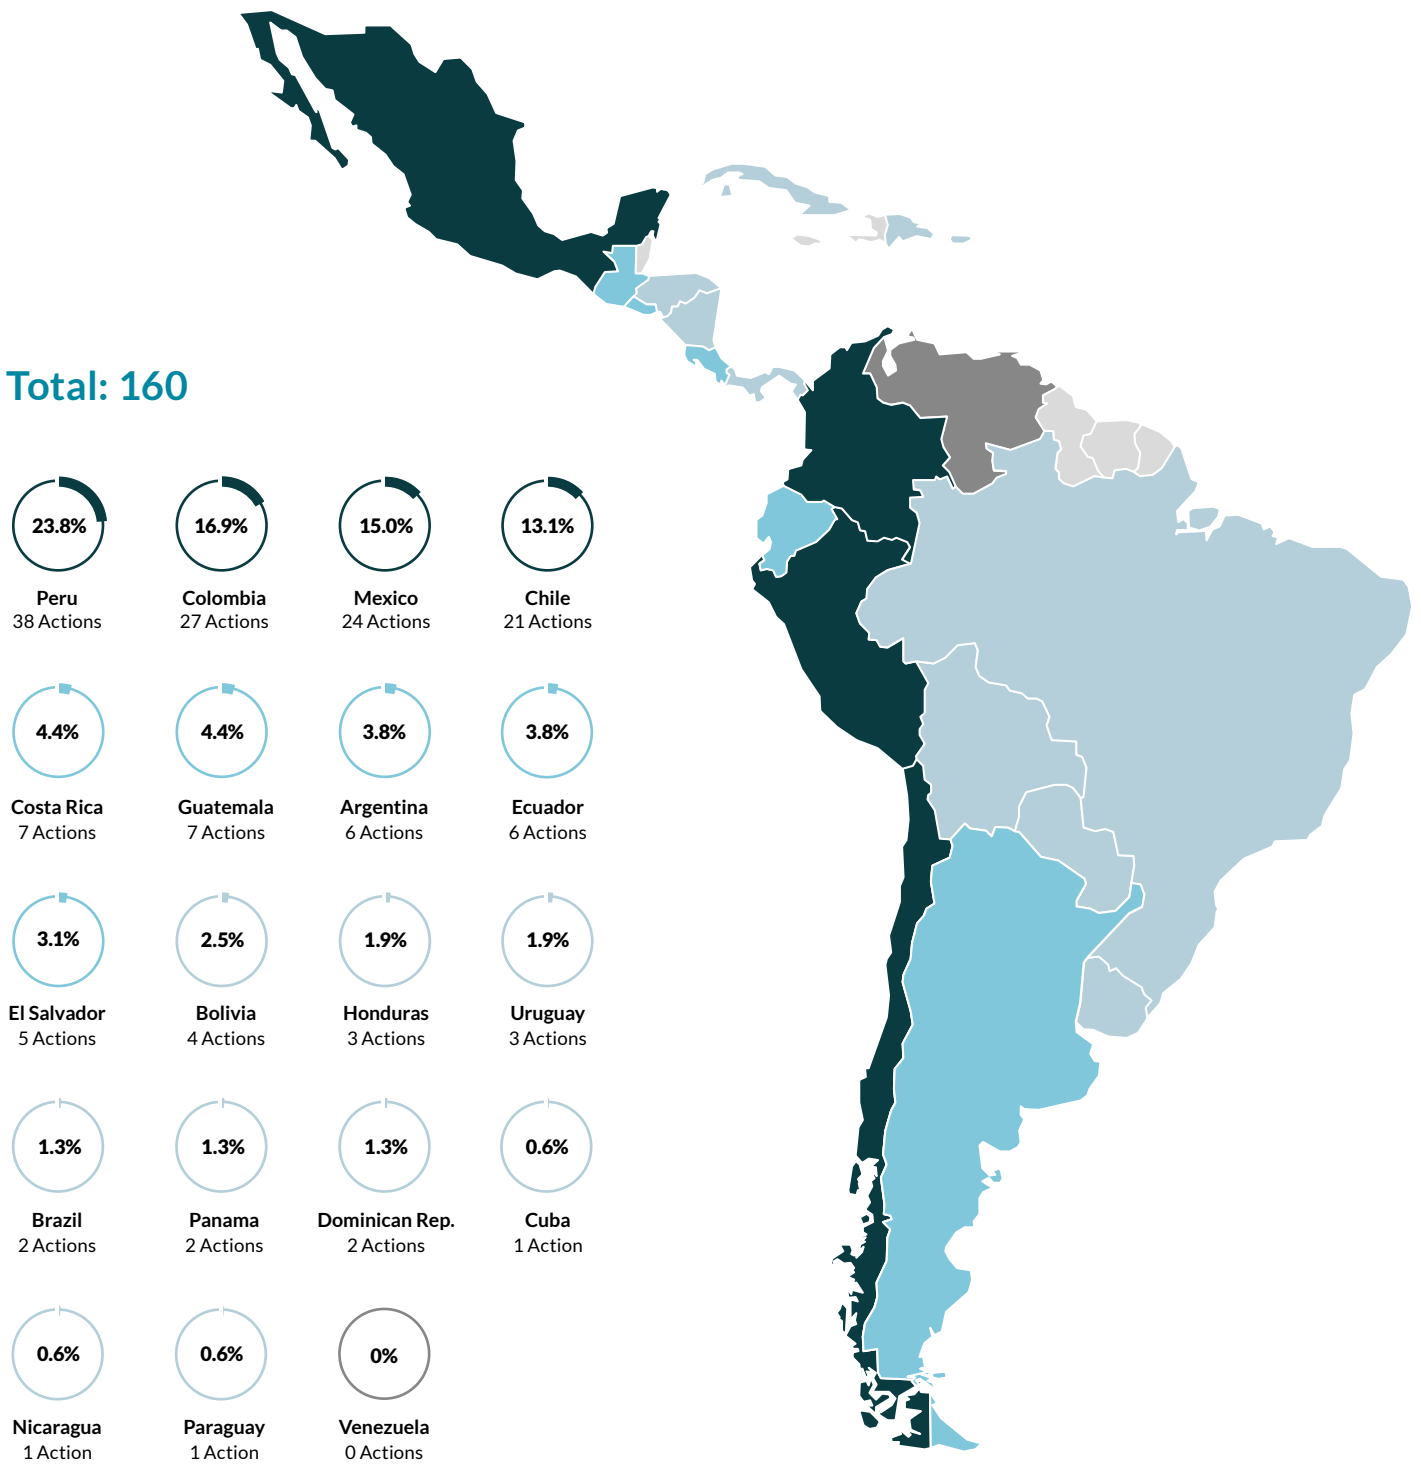 Total: 160
23.8% 16.9% 15.0% 13.1%
Peru Colombia Mexico Chile
38 Actions 27 Actions 24 Actions 21 Actions
4.4% 4.4% 3.8% 3.8%
Costa Rica Guatemala Argentina Ecuador
7 Actions 7 Actions 6 Actions 6 Actions
3.1% 2.5% 1.9% 1.9%
El Salvador Bolivia Honduras Uruguay
5 Actions 4 Actions 3 Actions 3 Actions
1.3% 1.3% 1.3% 0.6%
Brazil Panama Dominican Rep. Cuba
2 Actions 2 Actions 2 Actions 1 Action
0.6% 0.6% 0%
Nicaragua Paraguay Venezuela
1 Action 1 Action 0 Actions